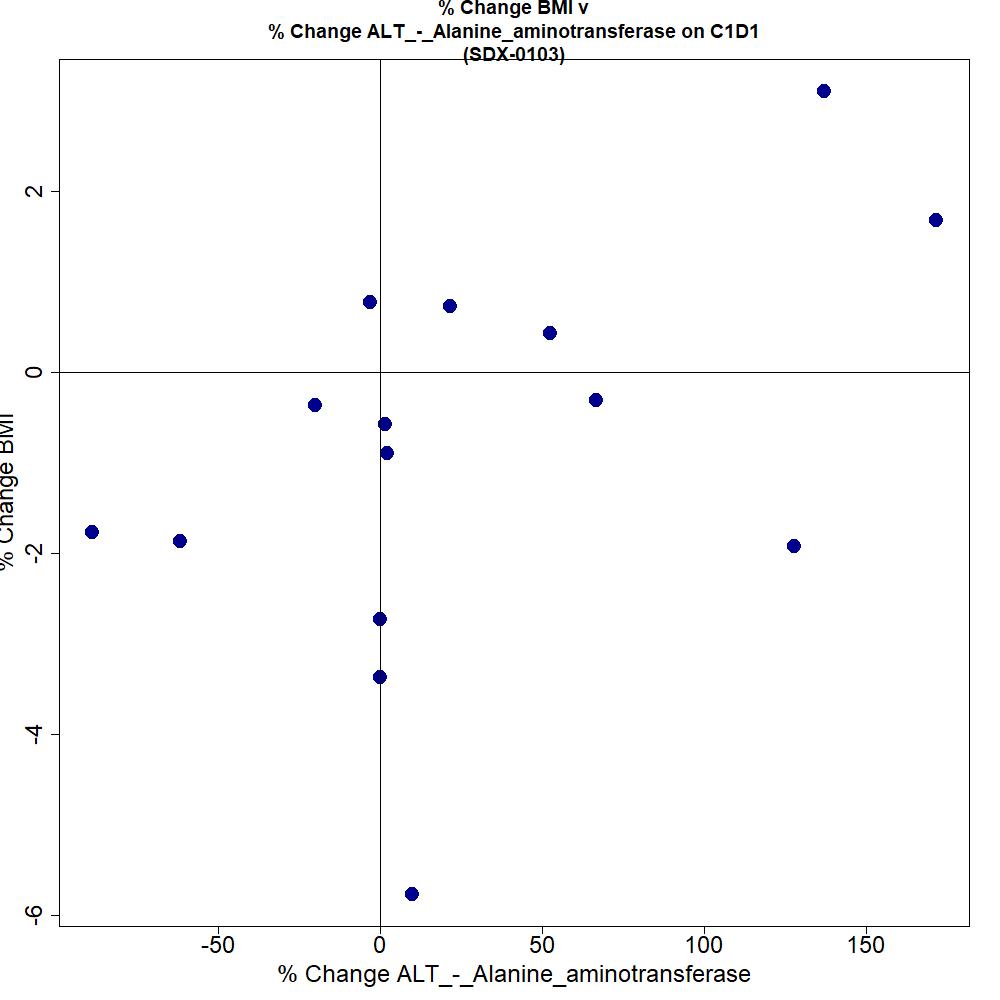 % Change BMI v
% Change ALT_-_Alanine_aminotransferase on C1D1
(SDX-0103)
2
0
-2
-4
-6
% Change BMI
-50
0
50
100
150
% Change ALT_-_Alanine_aminotransferase